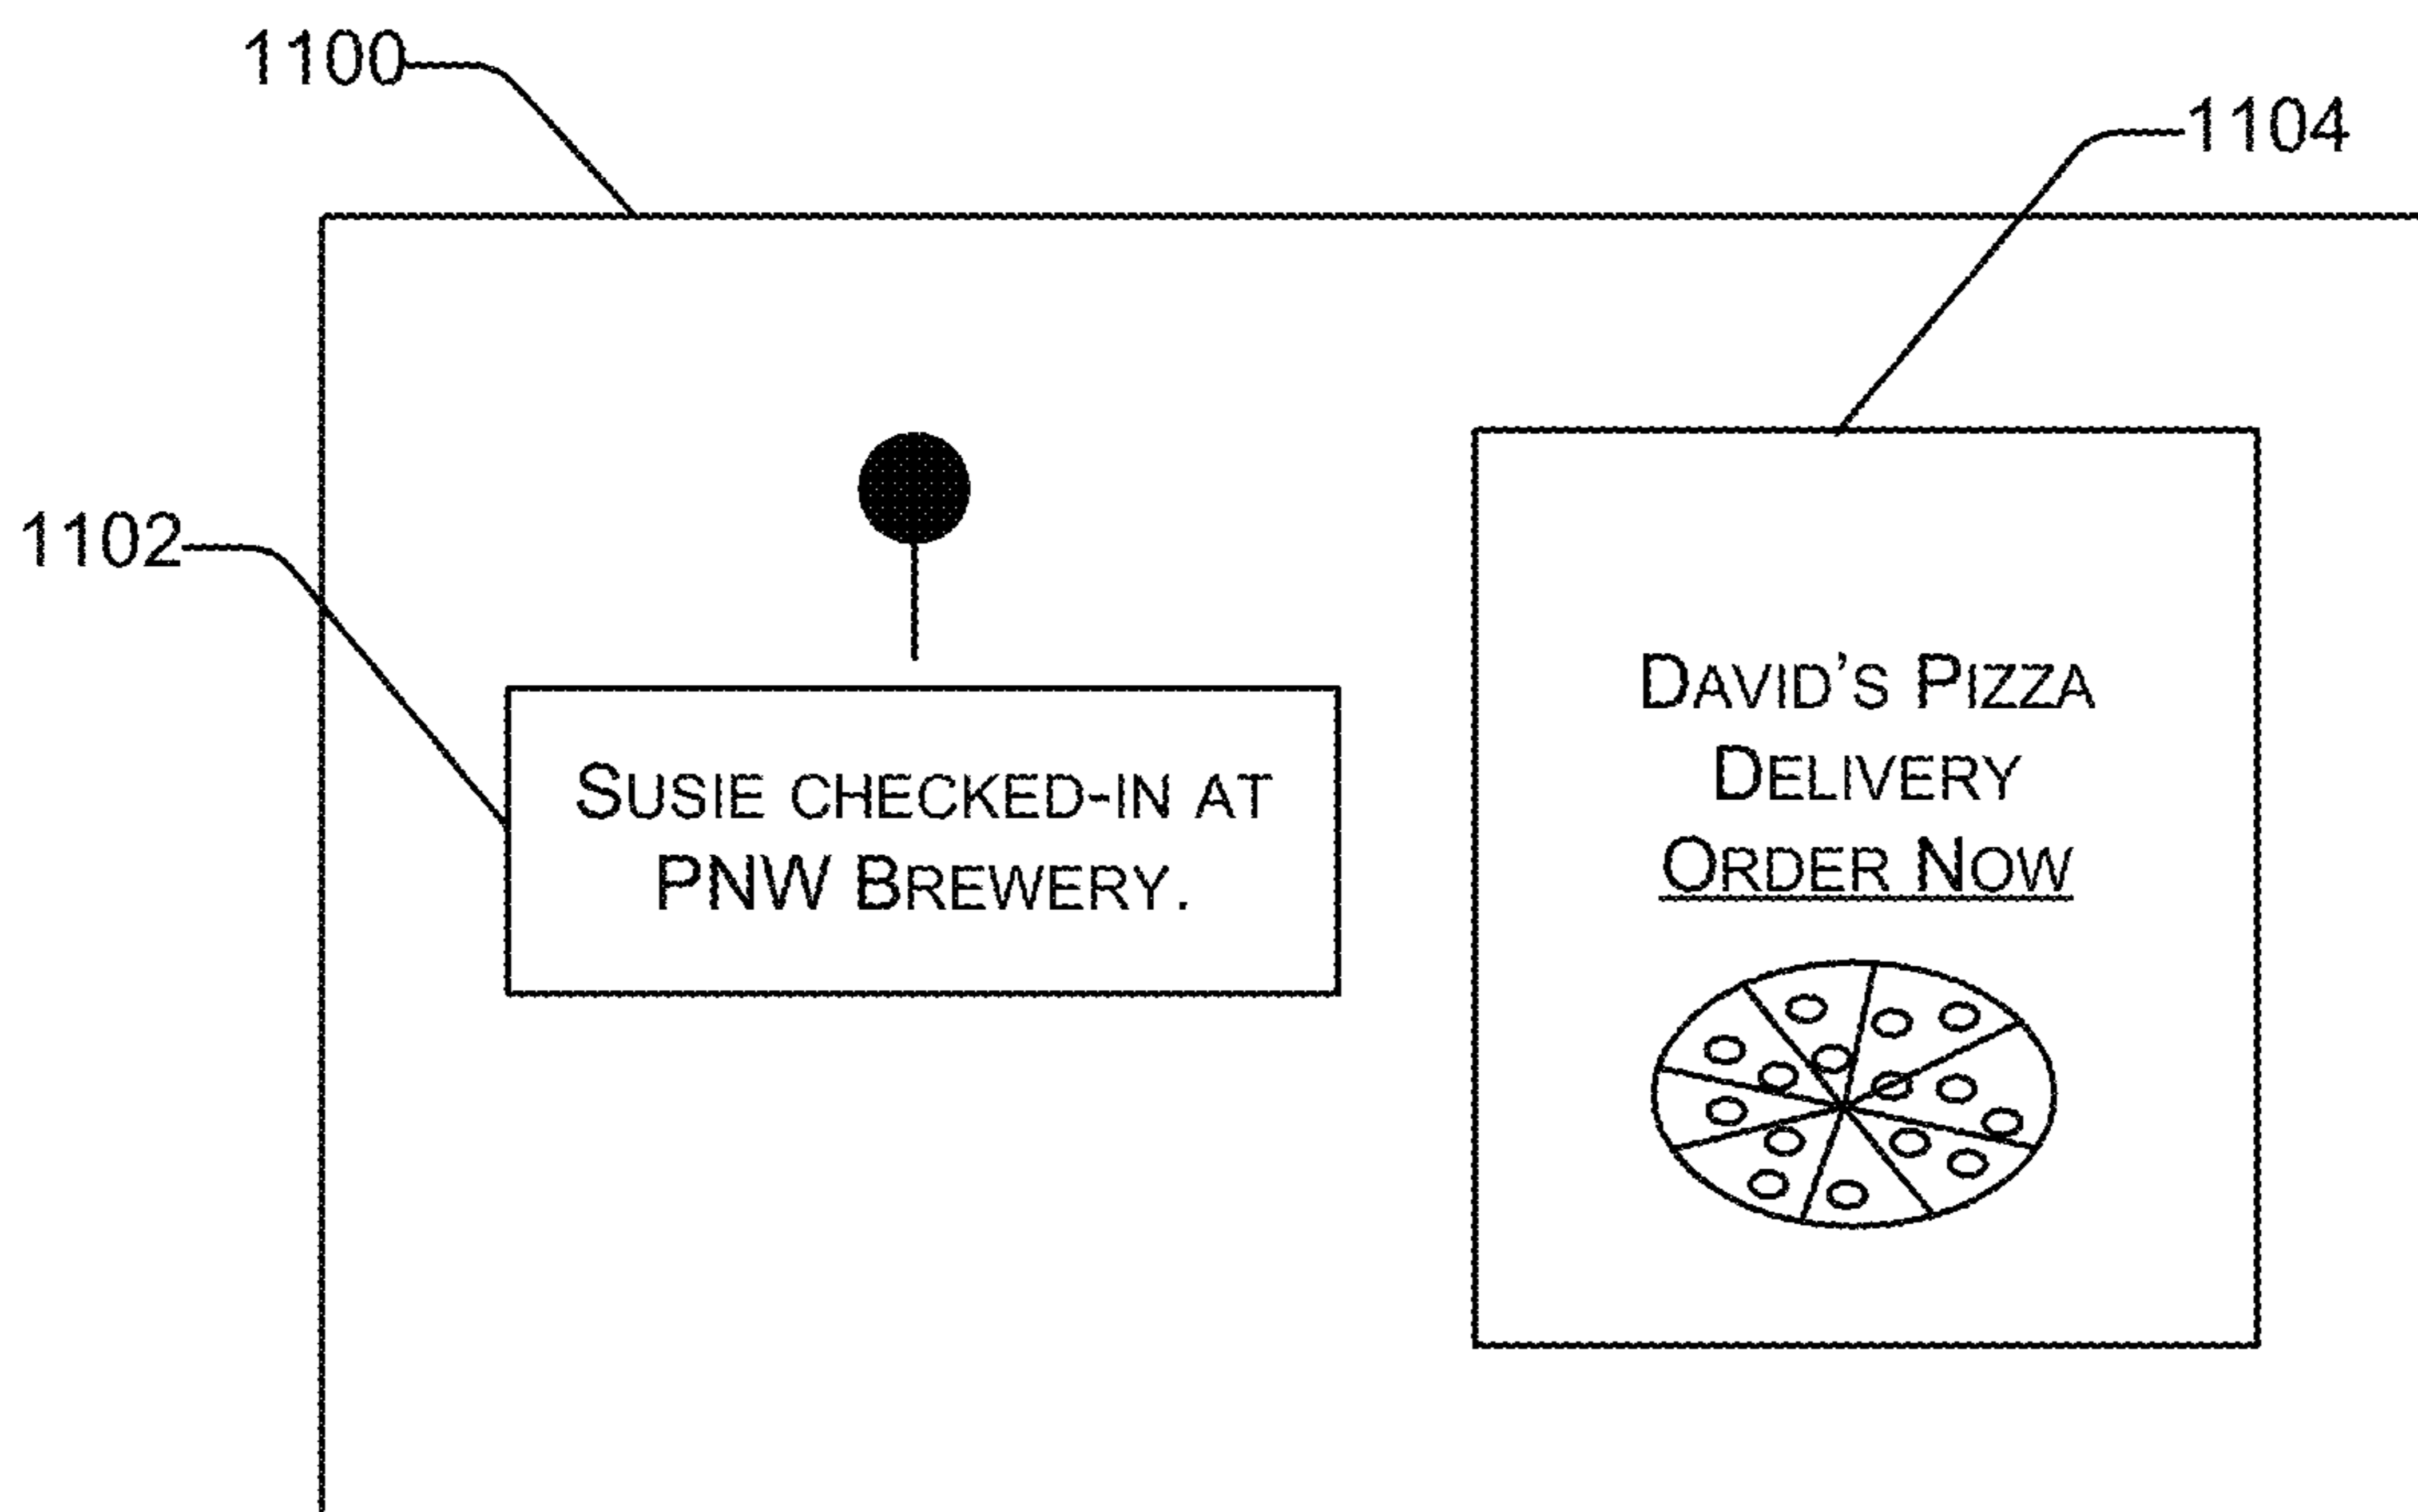 1100
1104
1102
SUSIE CHECKED-IN AT
PNW BREWERY.
DAVID'S PIZZA
DELIVERY
ORDER NOW